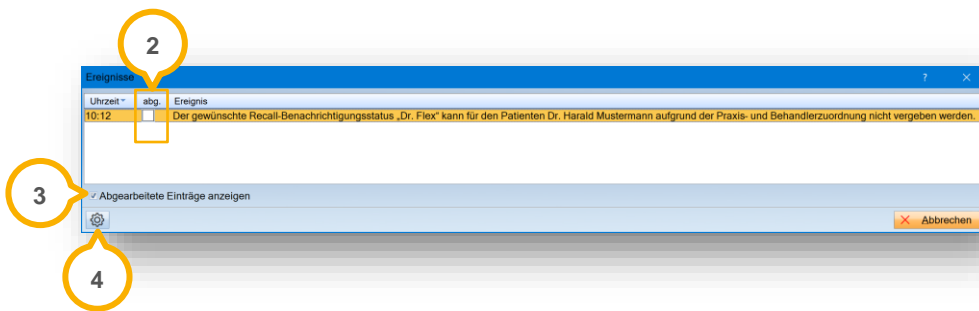 2
Ereignisse ? ×
Uhrzeit abg. Ereignis
10:12 Der gewünschte Recall-Benachrichtigungsstatus „Dr. Flex“ kann für den Patienten Dr. Harald Mustermann aufgrund der Praxis- und Behandlerzuordnung nicht vergeben werden.
3
Abgearbeitete Einträge anzeigen
Abbrechen
4